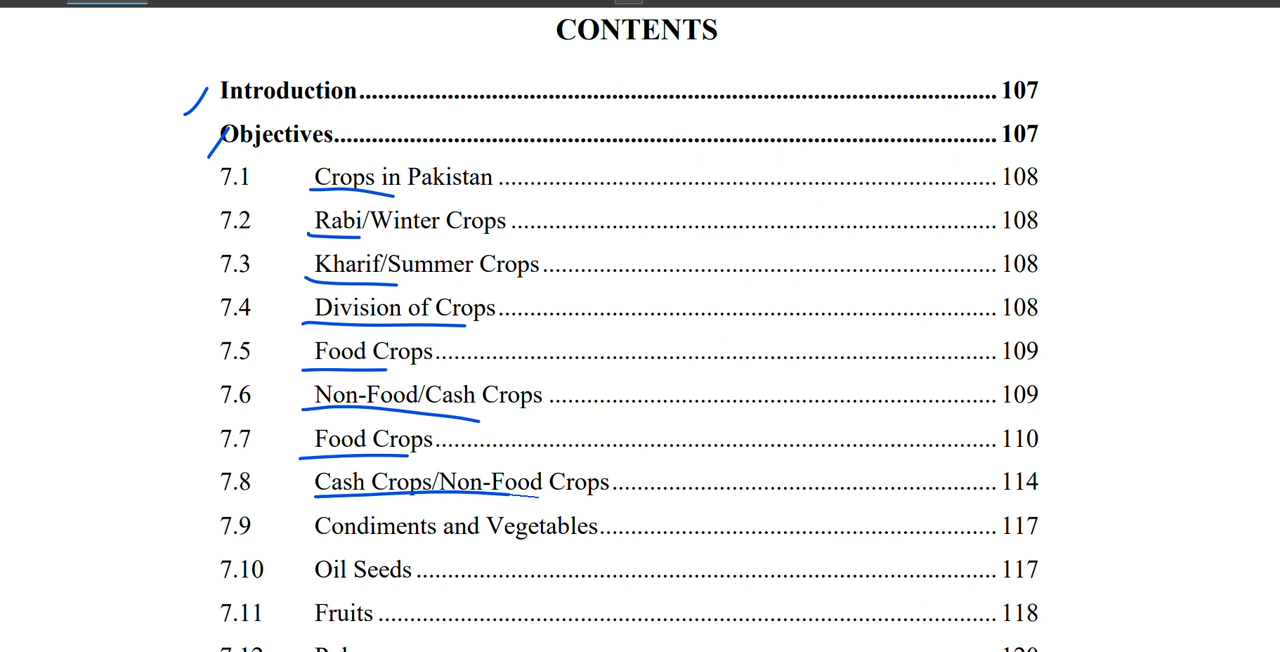 CONTENTS
Introduction.................................................................................................... 107
Objectives........................................................................................................ 107
7.1 Crops in Pakistan .............................................................................. 108
7.2 Rabi/Winter Crops ............................................................................ 108
7.3 Kharif/Summer Crops....................................................................... 108
7.4 Division of Crops.............................................................................. 108
7.5 Food Crops........................................................................................ 109
7.6 Non-Food/Cash Crops ...................................................................... 109
7.7 Food Crops........................................................................................ 110
7.8 Cash Crops/Non-Food Crops............................................................ 114
7.9 Condiments and Vegetables.............................................................. 117
7.10 Oil Seeds ........................................................................................... 117
7.11 Fruits ................................................................................................. 118